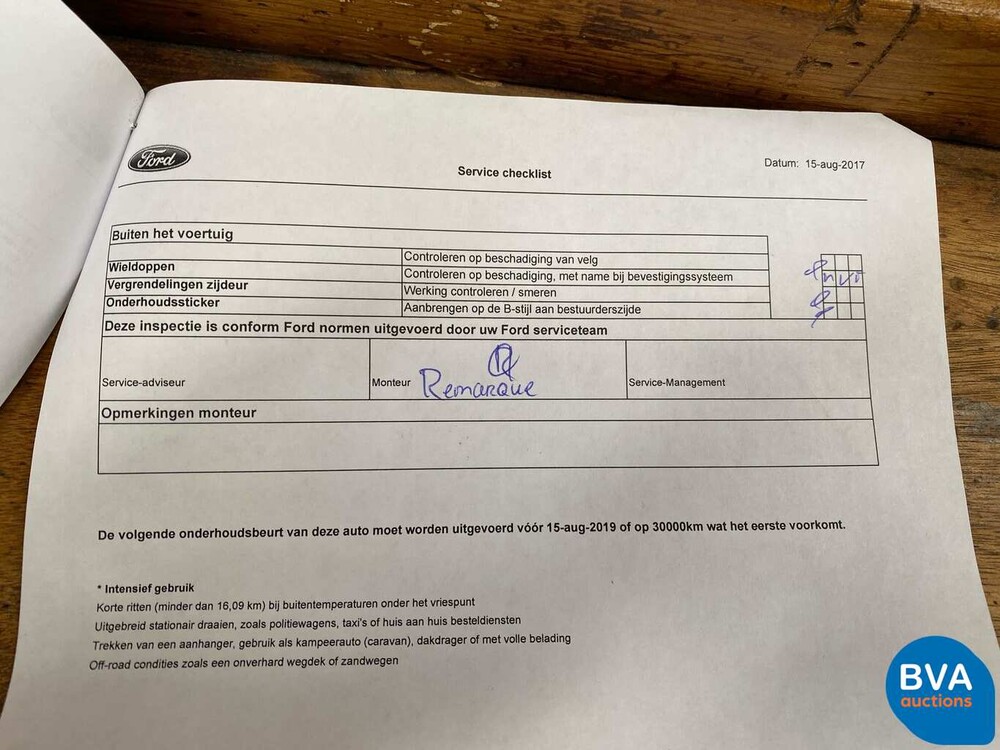 Ford
Service checklist
Datum: 15-aug-2017
Buiten het voertuig
Controleren op beschadiging van velg
Wieldoppen Controleren op beschadiging, met name bij bevestigingssysteem
Vergrendelingen zijdeur Werking controleren / smeren
Onderhoudssticker Aanbrengen op de B-stijl aan bestuurderszijde
Deze inspectie is conform Ford normen uitgevoerd door uw Ford serviceteam
Service-adviseur Monteur Remarque Service-Management
Opmerkingen monteur
De volgende onderhoudsbeurt van deze auto moet worden uitgevoerd vóór 15-aug-2019 of op 30000km wat het eerste voorkomt.
* Intensief gebruik
Korte ritten (minder dan 16,09 km) bij buitentemperaturen onder het vriespunt
Uitgebreid stationair draaien, zoals politiewagens, taxi's of huis aan huis besteldiensten
Trekken van een aanhanger, gebruik als kampeerauto (caravan), dakdrager of met volle belading
Off-road condities zoals een onverhard wegdek of zandwegen
BVA
auctions